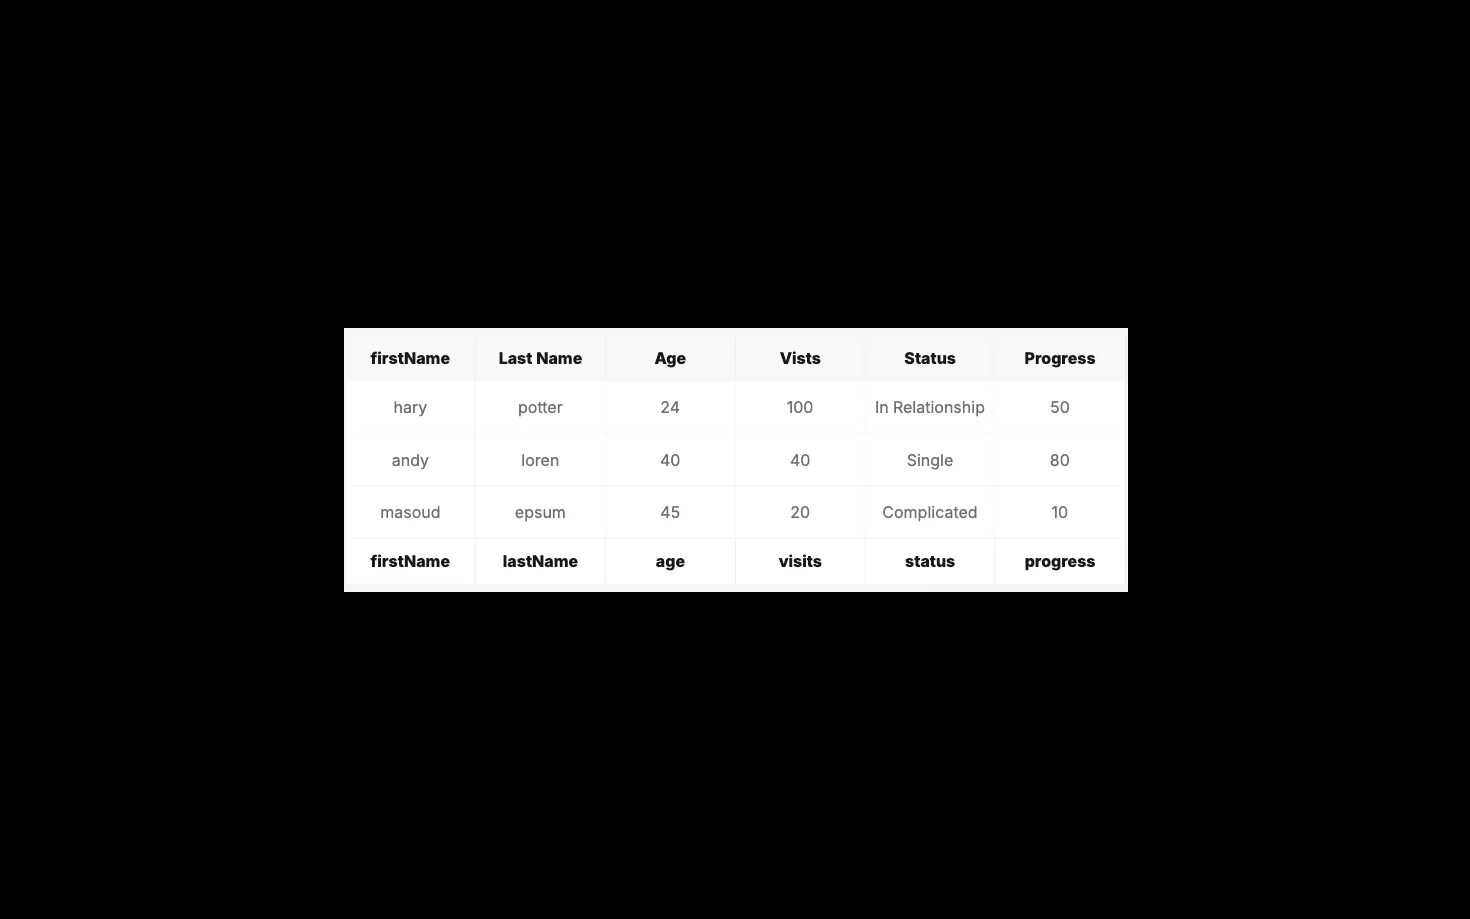 firstName Last Name Age Vists Status Progress
hary potter 24 100 In Relationship 50
andy loren 40 40 Single 80
masoud epsum 45 20 Complicated 10
firstName lastName age visits status progress